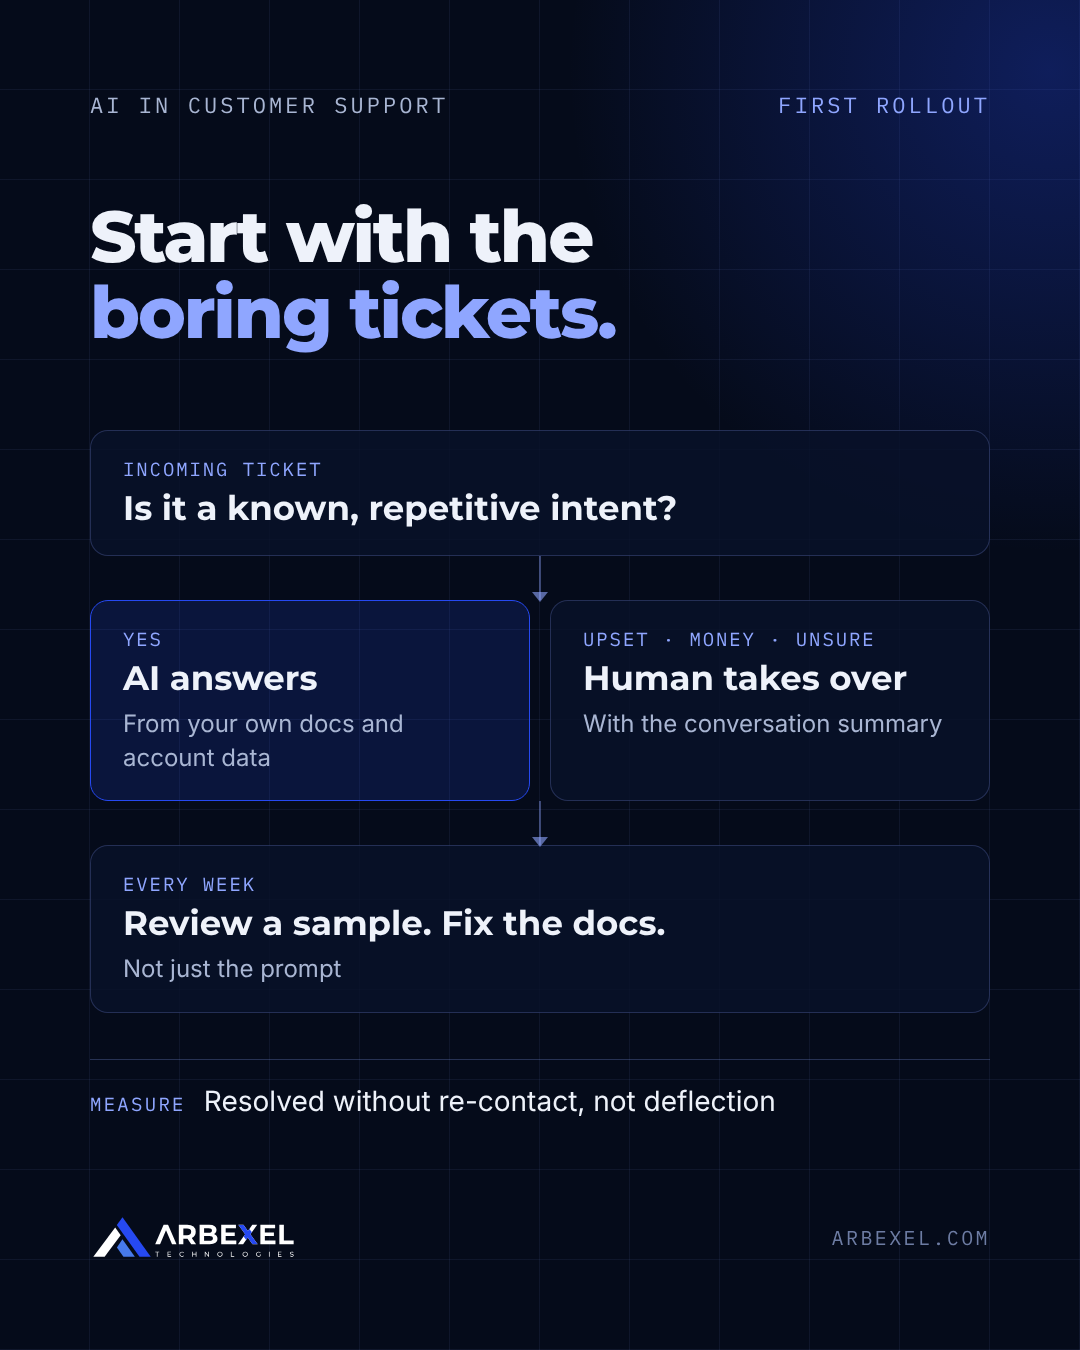 AI IN CUSTOMER SUPPORT
FIRST ROLLOUT
Start with the
boring tickets.
INCOMING TICKET
Is it a known, repetitive intent?
YES
AI answers
From your own docs and
account data
UPSET · MONEY · UNSURE
Human takes over
With the conversation summary
EVERY WEEK
Review a sample. Fix the docs.
Not just the prompt
MEASURE Resolved without re-contact, not deflection
ARBEXEL
TECHNOLOGIES
ARBEXEL.COM